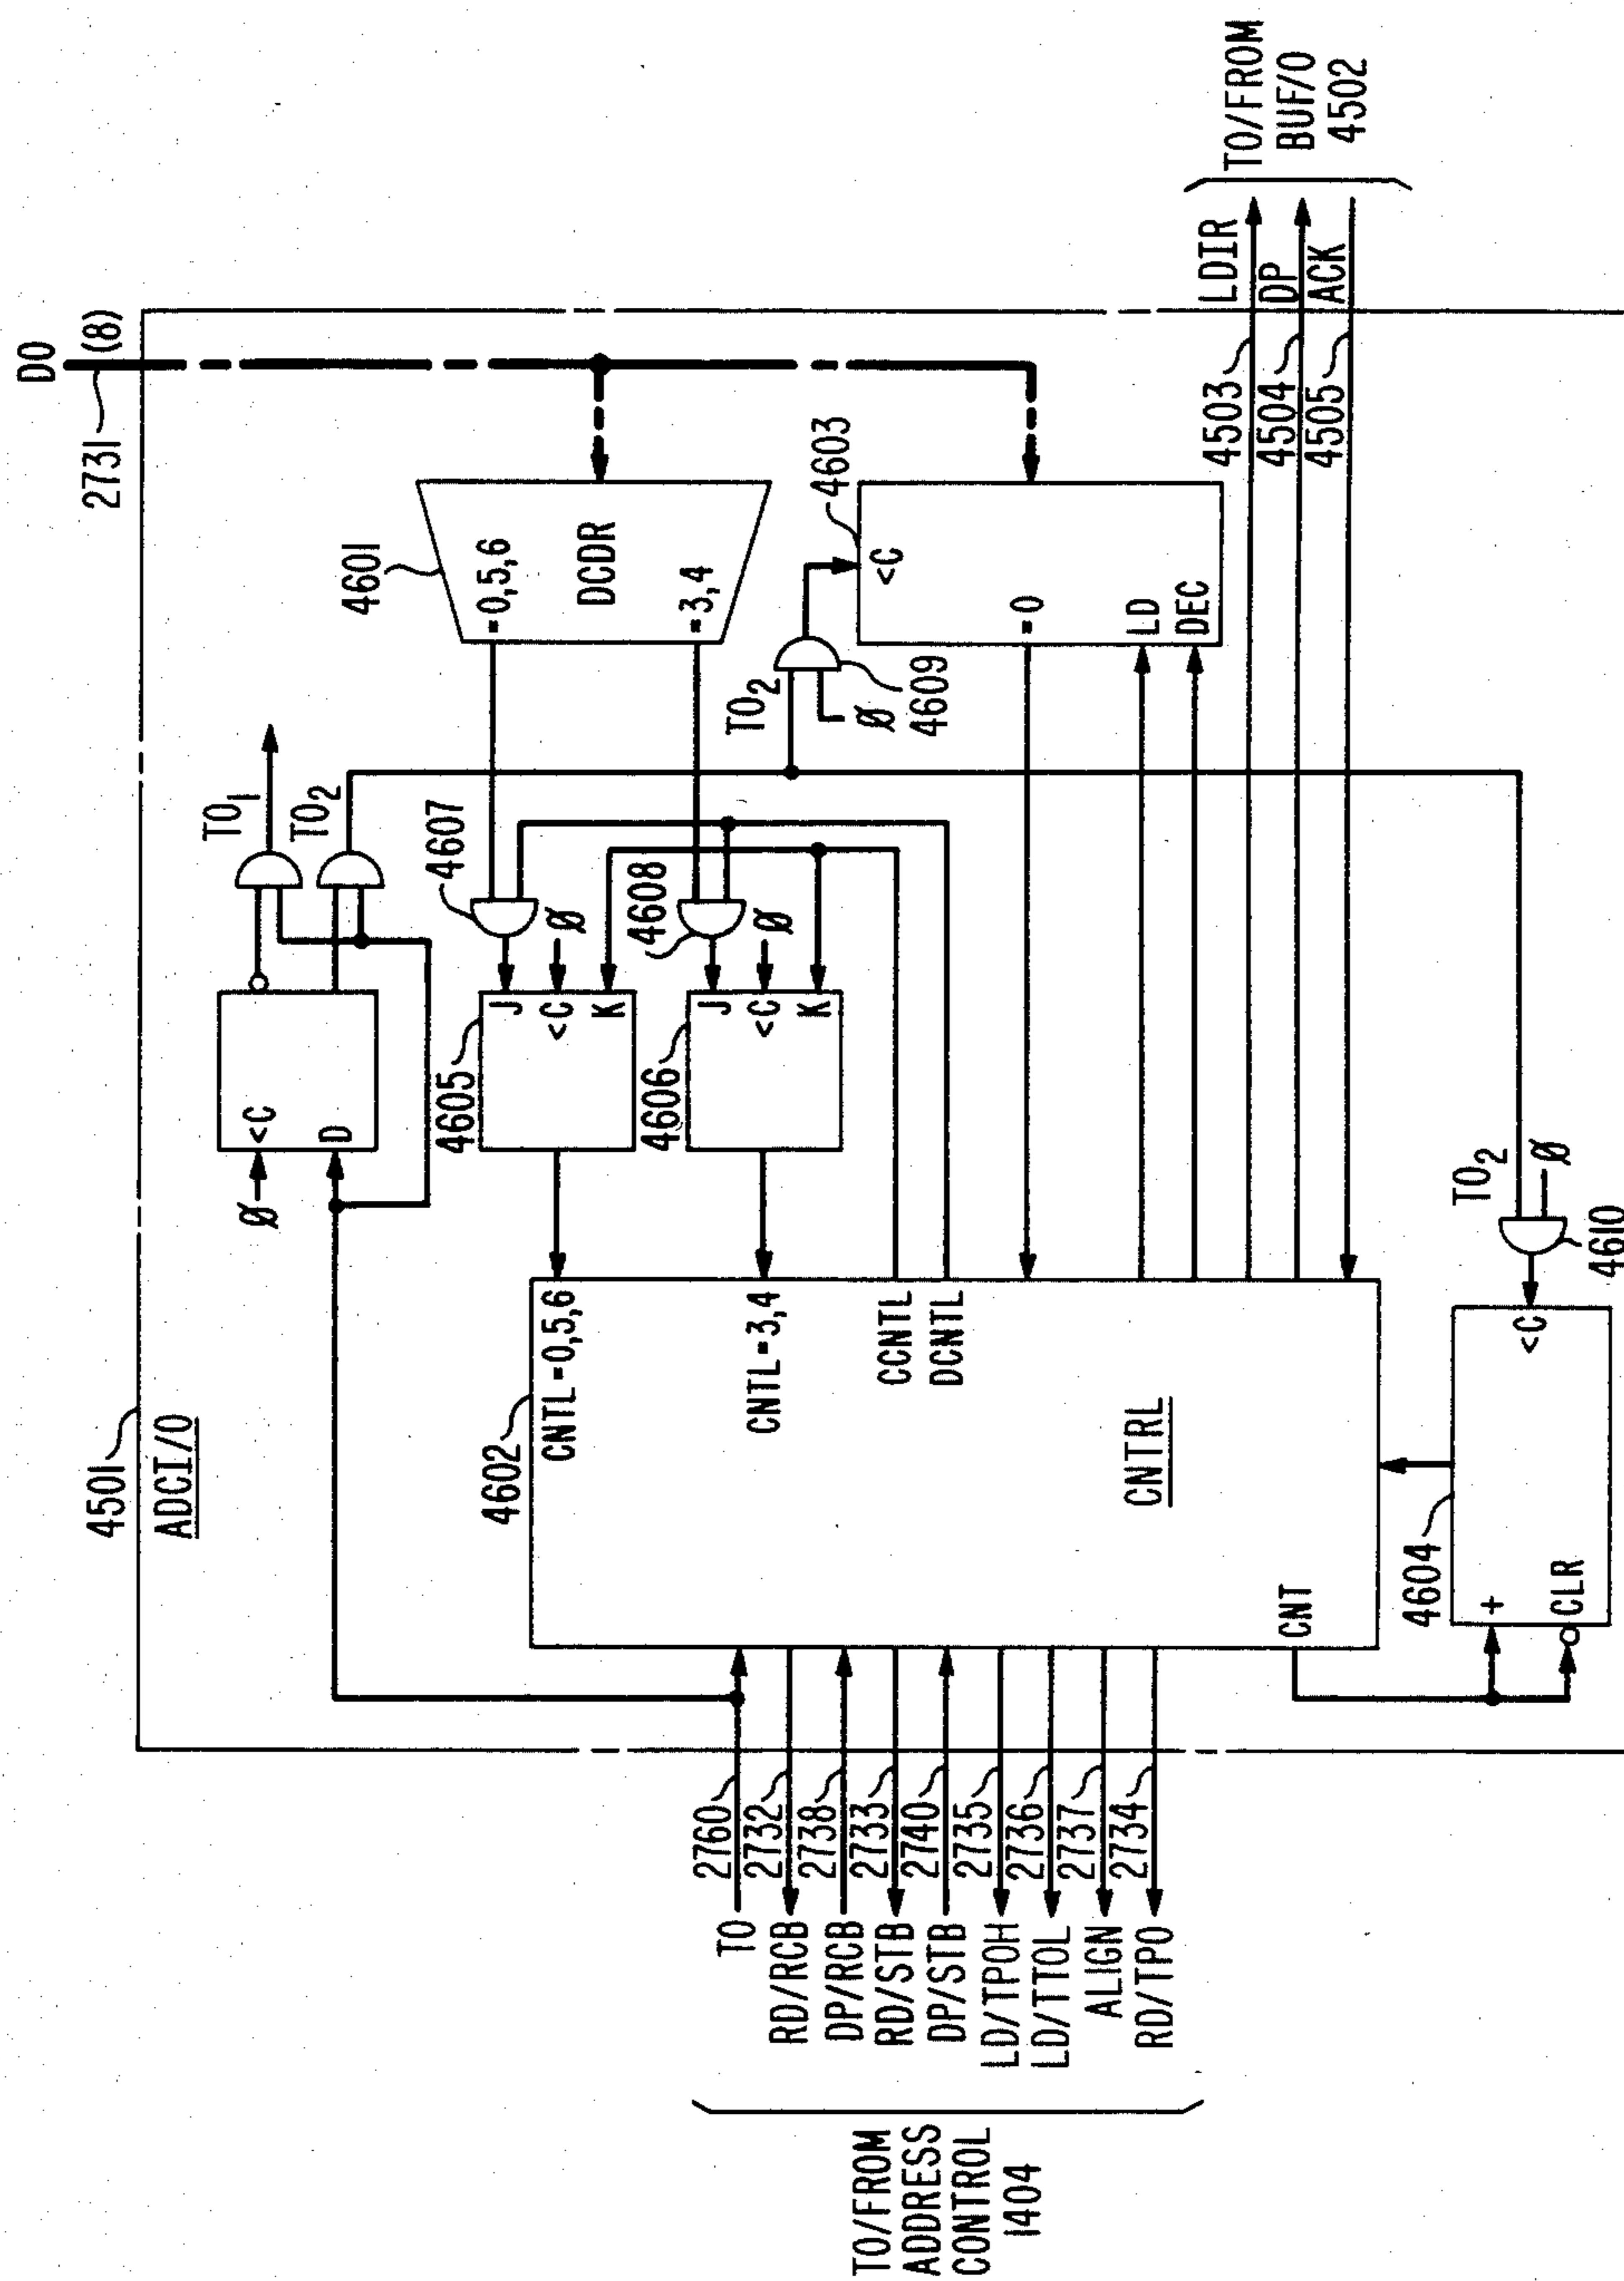 4501
ADCI/O
DO
2731
(8)
TO1
TO2
Ø
<C
D
4601
=0,5,6
DCDR
=3,4
4607
4605
J
<C
K
Ø
4608
4606
J
<C
K
Ø
4602
CNTL=0,5,6
CNTL=3,4
CCNTL
DCNTL
CNTRL
CNT
TO2
Ø
4609
4603
<C
=0
LD
DEC
TO/FROM
ADDRESS
CONTROL
1404
TO 2760
RD/RCB 2732
DP/RCB 2738
RD/STB 2733
DP/STB 2740
LD/TPOH 2735
LD/TTOL 2736
ALIGN 2737
RD/TPO 2734
4503 LDIR
4504 DP
4505 ACK
TO/FROM
BUF/O
4502
4604
+
CLR
<C
TO2
Ø
4610